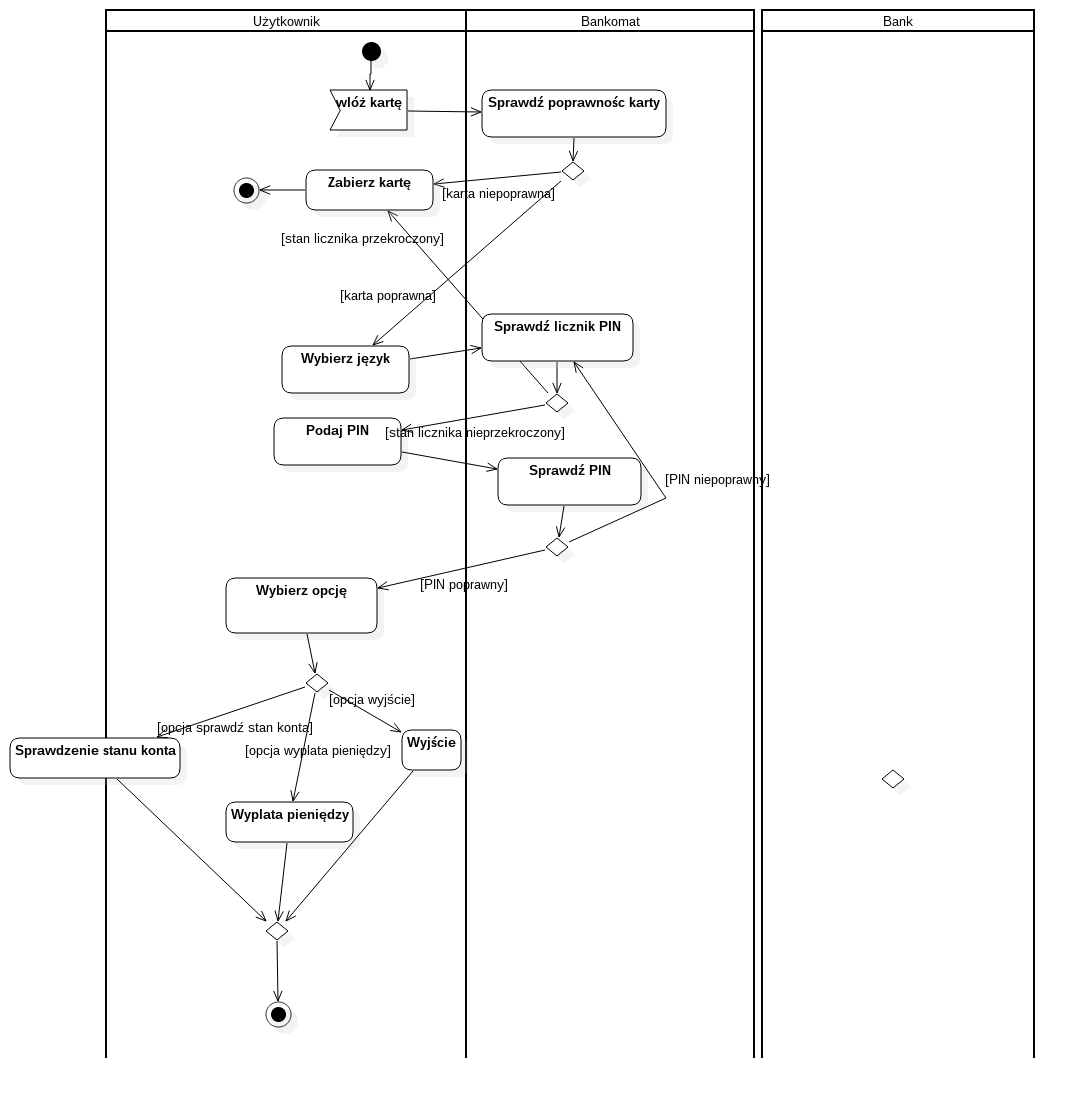 Użytkownik
Bankomat
Bank
wlóż kartę
Sprawdź poprawnośc karty
Zabierz kartę
[karta niepoprawna]
[stan licznika przekroczony]
[karta poprawna]
Sprawdź licznik PIN
Wybierz język
Podaj PIN
[stan licznika nieprzekroczony]
Sprawdź PIN
[PIN niepoprawny]
Wybierz opcję
[PIN poprawny]
[opcja wyjście]
[opcja sprawdź stan konta]
Sprawdzenie stanu konta
[opcja wyplata pieniędzy]
Wyjście
Wyplata pieniędzy